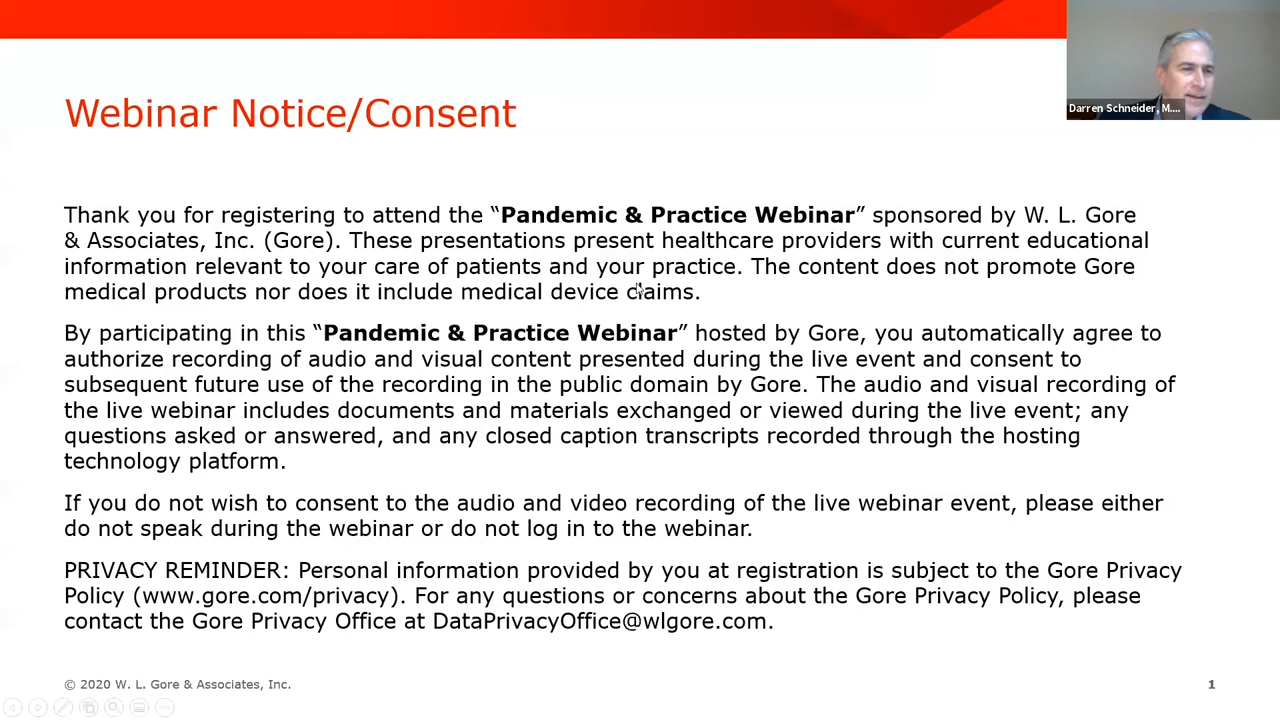 Darren Schneider, M....
Webinar Notice/Consent
Thank you for registering to attend the “Pandemic & Practice Webinar” sponsored by W. L. Gore
& Associates, Inc. (Gore). These presentations present healthcare providers with current educational
information relevant to your care of patients and your practice. The content does not promote Gore
medical products nor does it include medical device claims.
By participating in this “Pandemic & Practice Webinar” hosted by Gore, you automatically agree to
authorize recording of audio and visual content presented during the live event and consent to
subsequent future use of the recording in the public domain by Gore. The audio and visual recording of
the live webinar includes documents and materials exchanged or viewed during the live event; any
questions asked or answered, and any closed caption transcripts recorded through the hosting
technology platform.
If you do not wish to consent to the audio and video recording of the live webinar event, please either
do not speak during the webinar or do not log in to the webinar.
PRIVACY REMINDER: Personal information provided by you at registration is subject to the Gore Privacy
Policy (www.gore.com/privacy). For any questions or concerns about the Gore Privacy Policy, please
contact the Gore Privacy Office at DataPrivacyOffice@wlgore.com.
© 2020 W. L. Gore & Associates, Inc.
1